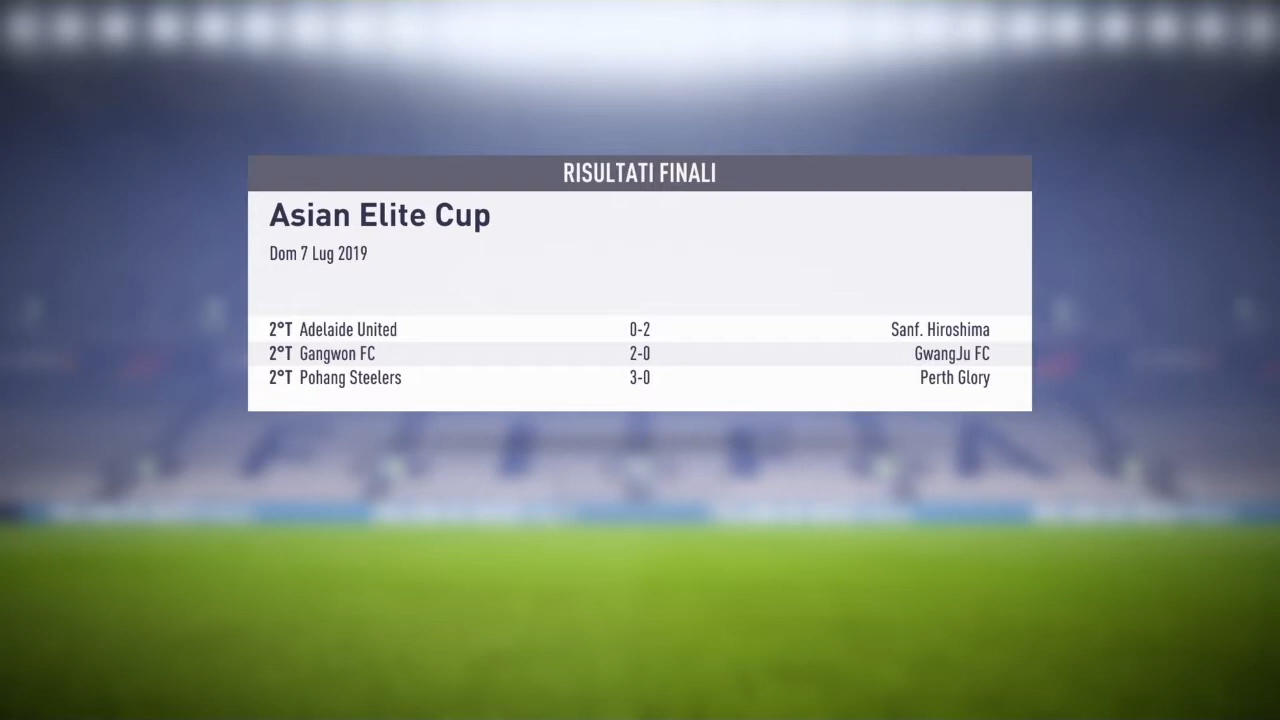 RISULTATI FINALI
Asian Elite Cup
Dom 7 Lug 2019
2°T Adelaide United 0-2 Sanf. Hiroshima
2°T Gangwon FC 2-0 GwangJu FC
2°T Pohang Steelers 3-0 Perth Glory